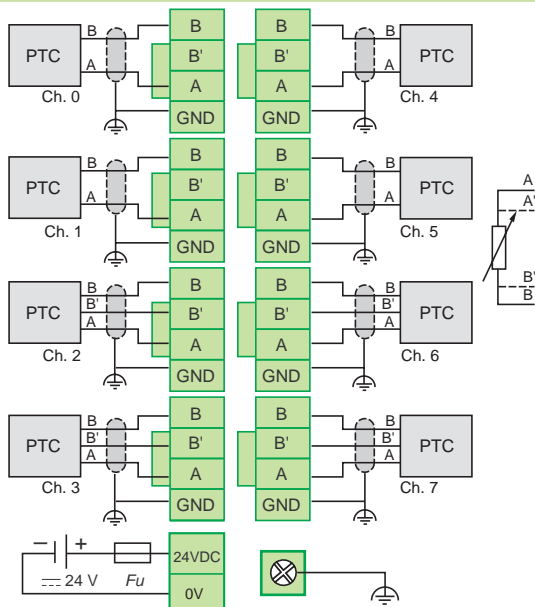 B B B B
PTC B' B' PTC
A A A A
Ch. 0 GND GND Ch. 4
B B B B
PTC B' B' PTC A
A A A A A'
Ch. 1 GND GND Ch. 5
B B B B
PTC B' B' B' B' PTC B'
A A A A B
Ch. 2 GND GND Ch. 6
B B B B
PTC B' B' B' B' PTC
A A A A
Ch. 3 GND GND Ch. 7
− + 24VDC
24 V Fu 0V